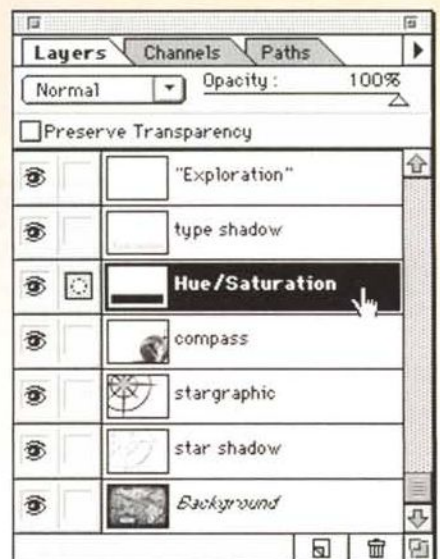 Layers Channels Paths
Normal Opacity: 100%
Preserve Transparency
"Exploration"
type shadow
Hue/Saturation
compass
stargraphic
star shadow
Background